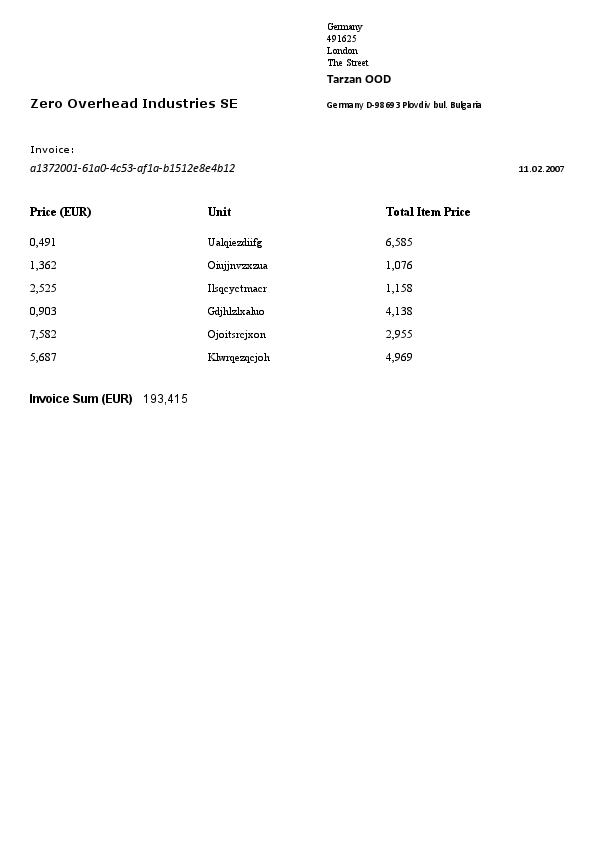 Germany
491625
London
The Street
Tarzan OOD
Zero Overhead Industries SE
Germany D-98693 Plovdiv bul. Bulgaria
Invoice:
a1372001-61a0-4c53-af1a-b1512e8e4b12
11.02.2007
Price (EUR) Unit Total Item Price
0,491 Ualqiezdiifg 6,585
1,362 Oiujjnvzxzua 1,076
2,525 Ilsqcyctmacr 1,158
0,903 Gdjhlzlxaluo 4,138
7,582 Ojoitsrcjxon 2,955
5,687 Klwrqezqcjoh 4,969
Invoice Sum (EUR) 193,415